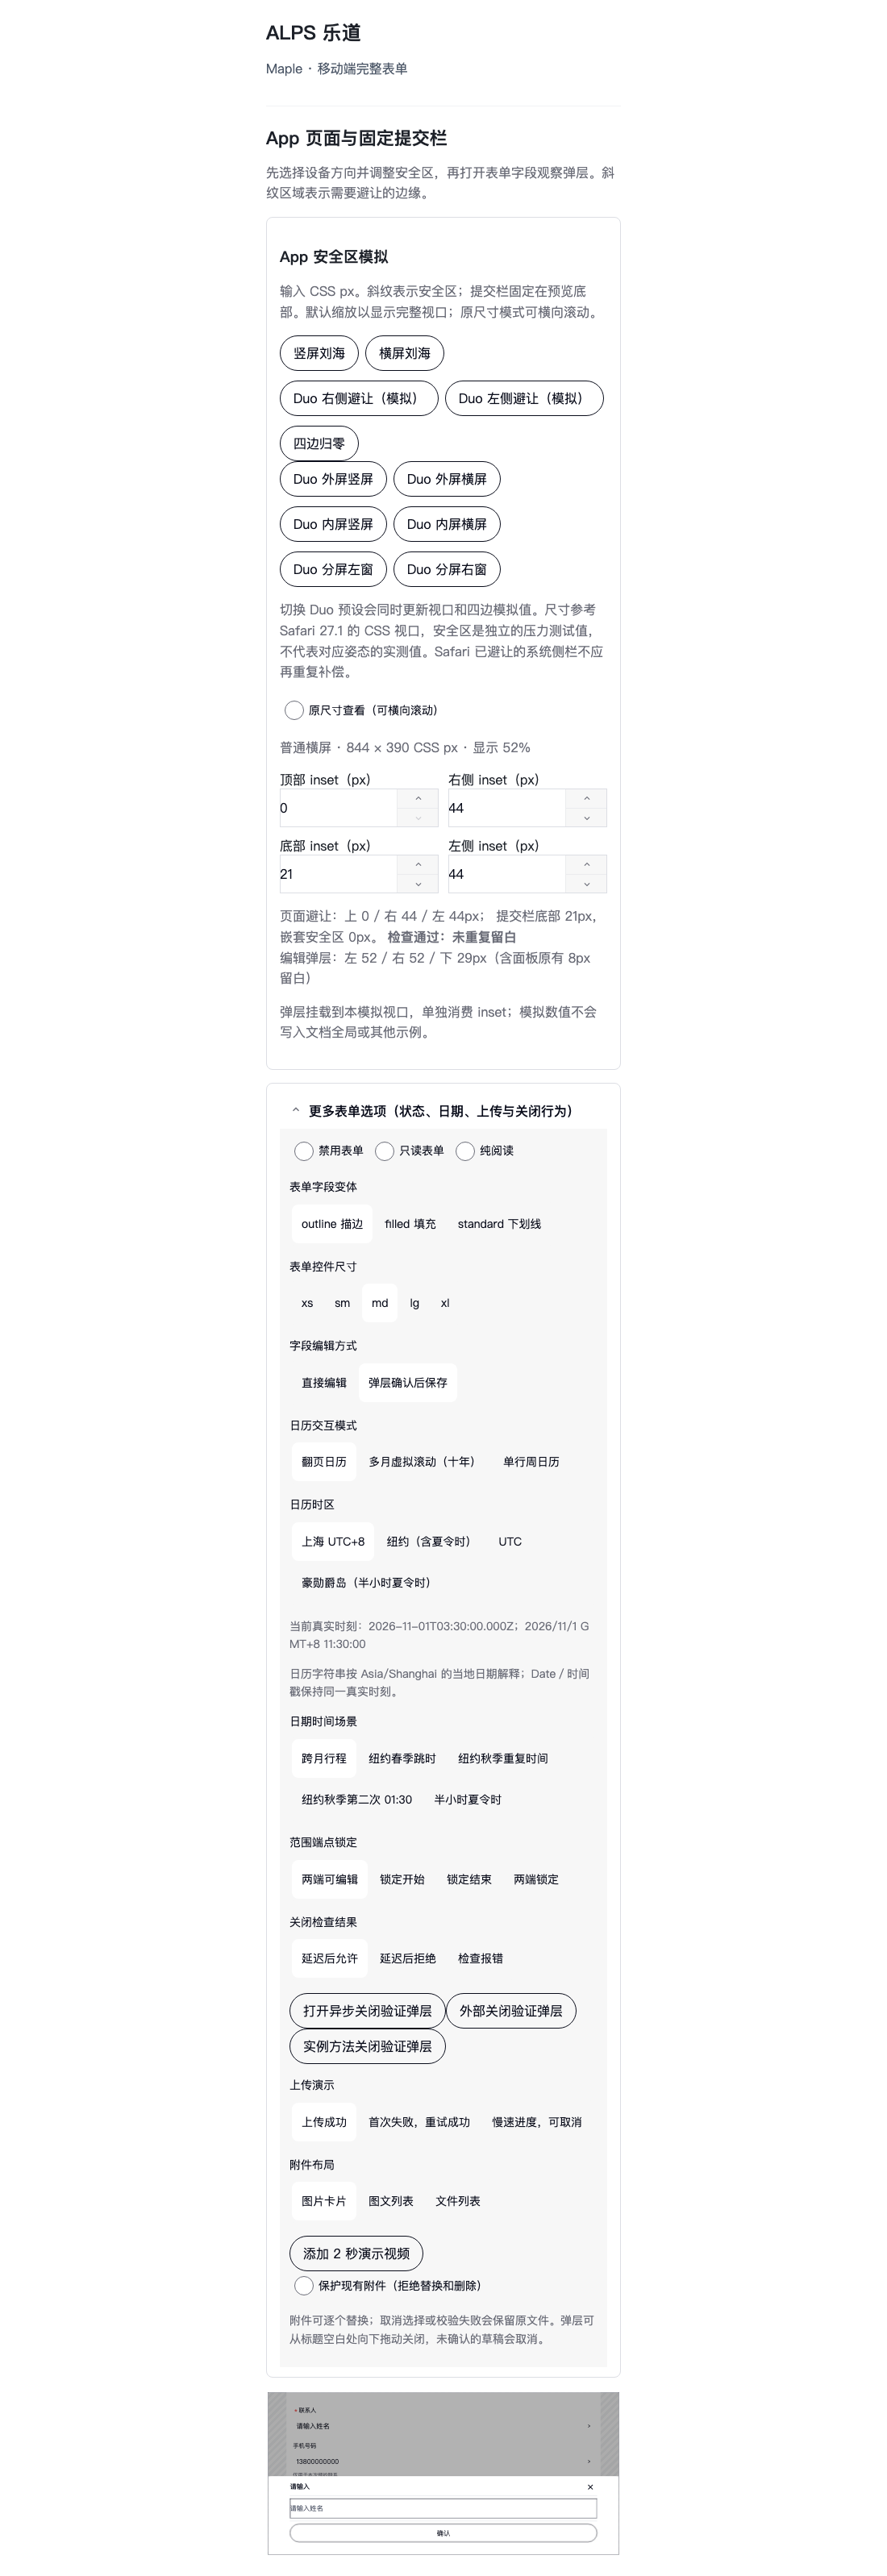 ALPS 乐道
Maple · 移动端完整表单
App 页面与固定提交栏
先选择设备方向并调整安全区，再打开表单字段观察弹层。斜
纹区域表示需要避让的边缘。
App 安全区模拟
输入 CSS px。斜纹表示安全区；提交栏固定在预览底
部。默认缩放以显示完整视口；原尺寸模式可横向滚动。
竖屏刘海 横屏刘海
Duo 右侧避让（模拟） Duo 左侧避让（模拟）
四边归零
Duo 外屏竖屏 Duo 外屏横屏
Duo 内屏竖屏 Duo 内屏横屏
Duo 分屏左窗 Duo 分屏右窗
切换 Duo 预设会同时更新视口和四边模拟值。尺寸参考
Safari 27.1 的 CSS 视口，安全区是独立的压力测试值，
不代表对应姿态的实测值。Safari 已避让的系统侧栏不应
再重复补偿。
原尺寸查看（可横向滚动）
普通横屏 · 844 × 390 CSS px · 显示 52%
顶部 inset（px） 右侧 inset（px）
0 44
底部 inset（px） 左侧 inset（px）
21 44
页面避让：上 0 / 右 44 / 左 44px； 提交栏底部 21px，
嵌套安全区 0px。 检查通过：未重复留白
编辑弹层：左 52 / 右 52 / 下 29px（含面板原有 8px
留白）
弹层挂载到本模拟视口，单独消费 inset；模拟数值不会
写入文档全局或其他示例。
更多表单选项（状态、日期、上传与关闭行为）
禁用表单 只读表单 纯阅读
表单字段变体
outline 描边 filled 填充 standard 下划线
表单控件尺寸
xs sm md lg xl
字段编辑方式
直接编辑 弹层确认后保存
日历交互模式
翻页日历 多月虚拟滚动（十年） 单行周日历
日历时区
上海 UTC+8 纽约（含夏令时） UTC
豪勋爵岛（半小时夏令时）
当前真实时刻：2026-11-01T03:30:00.000Z；2026/11/1 G
MT+8 11:30:00
日历字符串按 Asia/Shanghai 的当地日期解释；Date / 时间
戳保持同一真实时刻。
日期时间场景
跨月行程 纽约春季跳时 纽约秋季重复时间
纽约秋季第二次 01:30 半小时夏令时
范围端点锁定
两端可编辑 锁定开始 锁定结束 两端锁定
关闭检查结果
延迟后允许 延迟后拒绝 检查报错
打开异步关闭验证弹层 外部关闭验证弹层
实例方法关闭验证弹层
上传演示
上传成功 首次失败，重试成功 慢速进度，可取消
附件布局
图片卡片 图文列表 文件列表
添加 2 秒演示视频
保护现有附件（拒绝替换和删除）
附件可逐个替换；取消选择或校验失败会保留原文件。弹层可
从标题空白处向下拖动关闭，未确认的草稿会取消。
* 联系人
请输入姓名
手机号码
13800000000
请输入
请输入姓名
确认